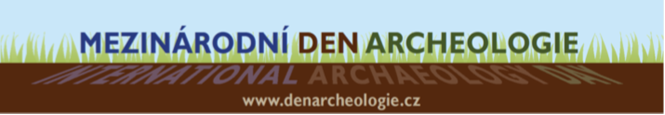 MEZINÁRODNÍ DEN ARCHEOLOGIE
INTERNATIONAL ARCHAEOLOGY DAY
www.denarcheologie.cz